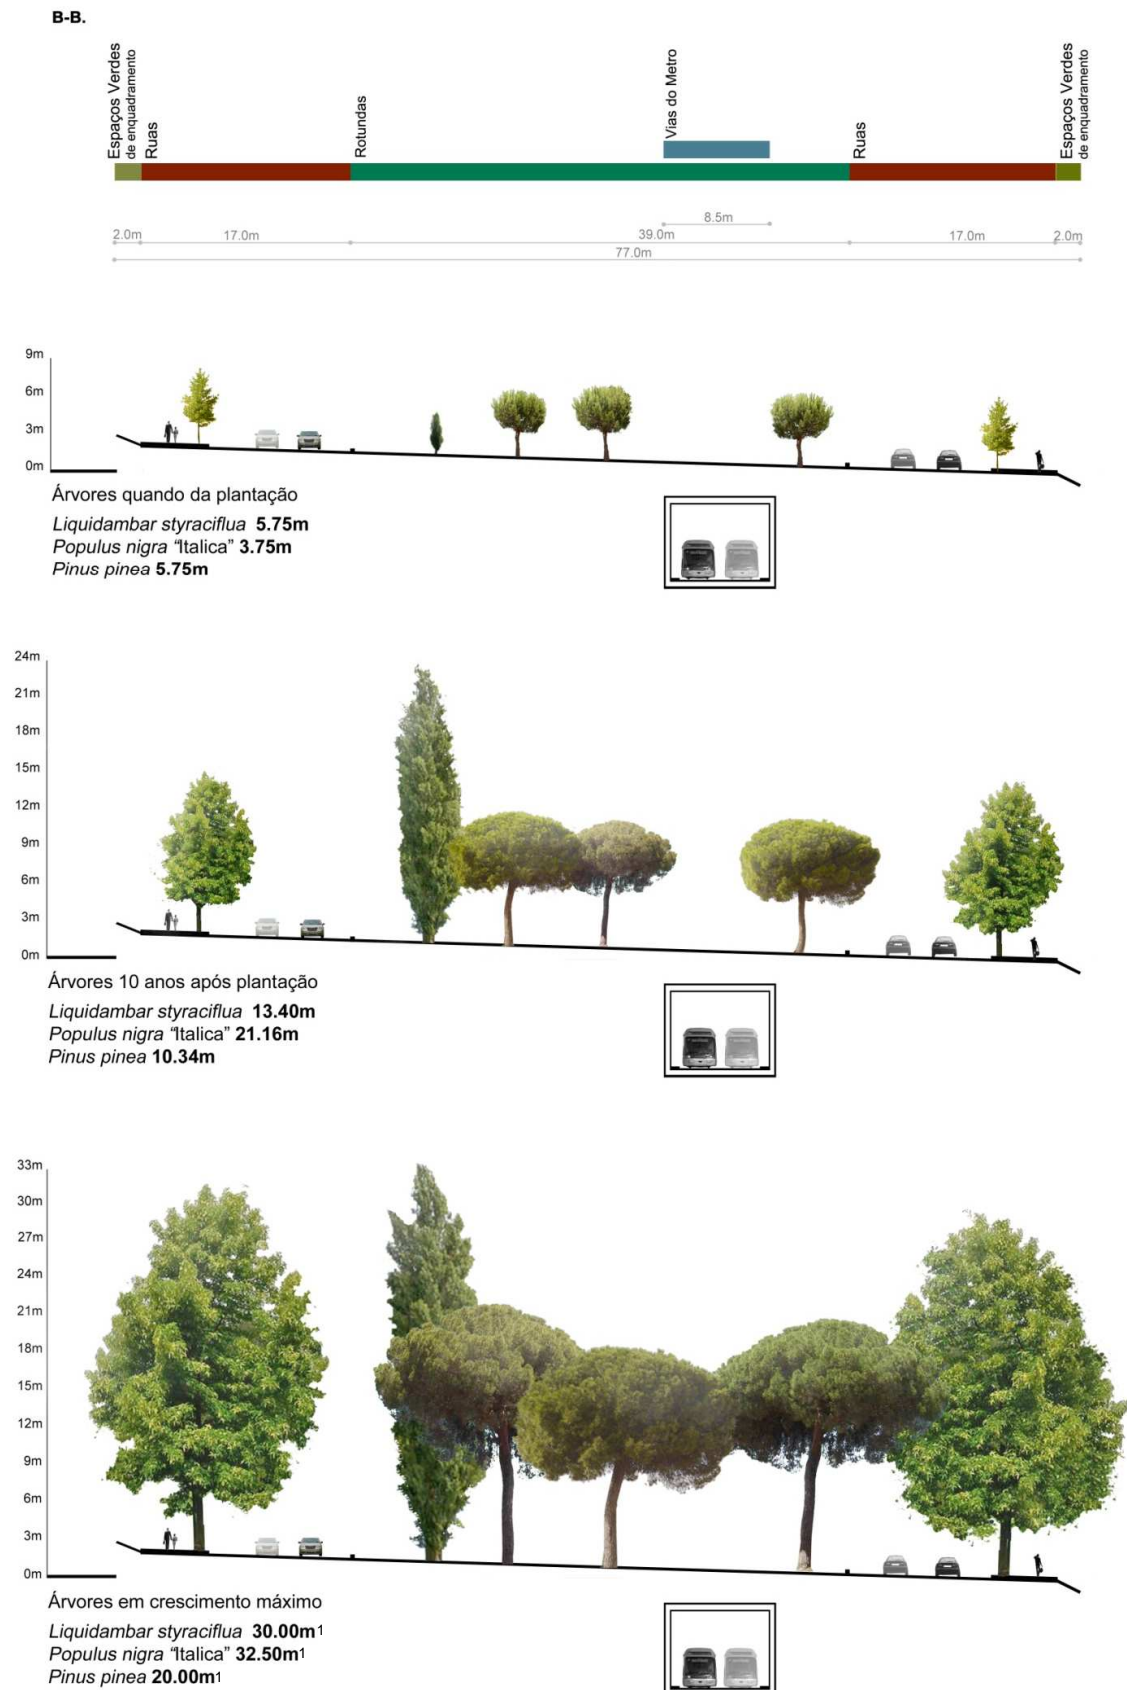 B-B.
Espaços Verdes
de enquadramento
Ruas
Rotundas
Vias do Metro
Ruas
Espaços Verdes
de enquadramento
8.5m
2.0m 17.0m 39.0m 17.0m 2.0m
77.0m
9m
6m
3m
0m
Árvores quando da plantação
Liquidambar styraciflua 5.75m
Populus nigra “Italica” 3.75m
Pinus pinea 5.75m
24m
21m
18m
15m
12m
9m
6m
3m
0m
Árvores 10 anos após plantação
Liquidambar styraciflua 13.40m
Populus nigra “Italica” 21.16m
Pinus pinea 10.34m
33m
30m
27m
24m
21m
18m
15m
12m
9m
6m
3m
0m
Árvores em crescimento máximo
Liquidambar styraciflua 30.00m1
Populus nigra “Italica” 32.50m1
Pinus pinea 20.00m1